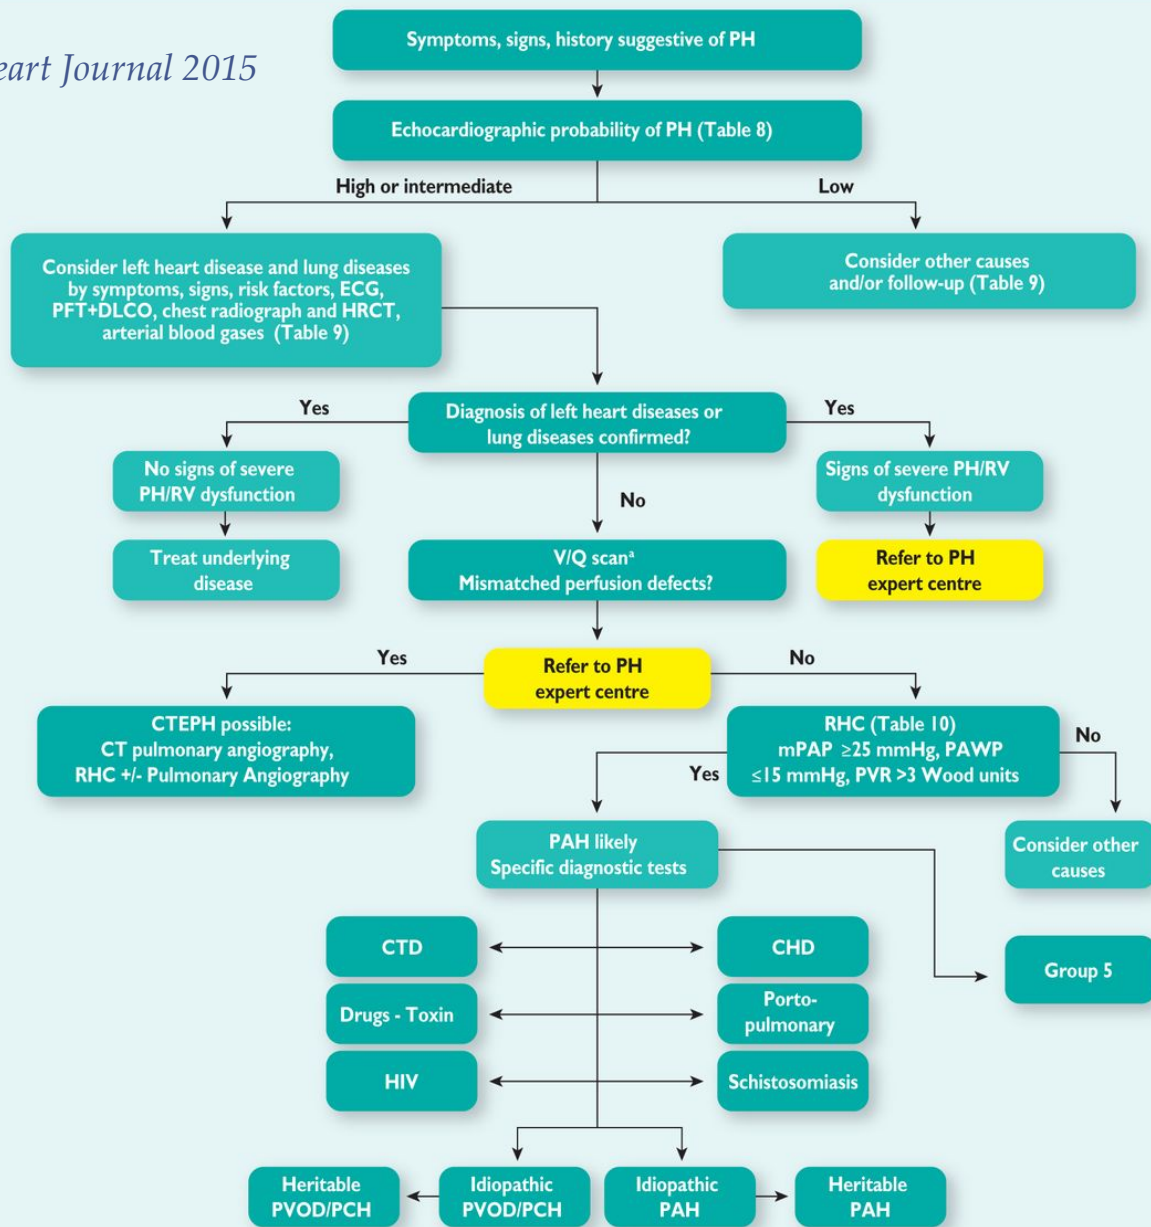 eart Journal 2015
Symptoms, signs, history suggestive of PH
Echocardiographic probability of PH (Table 8)
High or intermediate
Low
Consider left heart disease and lung diseases
by symptoms, signs, risk factors, ECG,
PFT+DLCO, chest radiograph and HRCT,
arterial blood gases (Table 9)
Consider other causes
and/or follow-up (Table 9)
Yes
Diagnosis of left heart diseases or
lung diseases confirmed?
Yes
No signs of severe
PH/RV dysfunction
Signs of severe PH/RV
dysfunction
No
Treat underlying
disease
V/Q scanᵃ
Mismatched perfusion defects?
Refer to PH
expert centre
Yes
Refer to PH
expert centre
No
CTEPH possible:
CT pulmonary angiography,
RHC +/- Pulmonary Angiography
RHC (Table 10)
mPAP ≥25 mmHg, PAWP
≤15 mmHg, PVR >3 Wood units
No
Yes
PAH likely
Specific diagnostic tests
Consider other
causes
CTD
CHD
Group 5
Drugs - Toxin
Porto-
pulmonary
HIV
Schistosomiasis
Heritable
PVOD/PCH
Idiopathic
PVOD/PCH
Idiopathic
PAH
Heritable
PAH